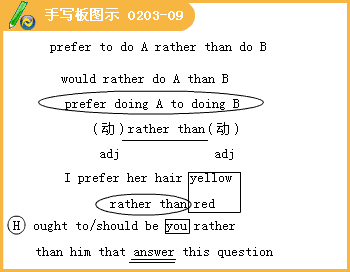 手写板图示 0203-09
prefer to do A rather than do B
would rather do A than B
prefer doing A to doing B
(动)rather than(动)
adj adj
I prefer her hair yellow
rather than red
H ought to/should be you rather
than him that answer this question